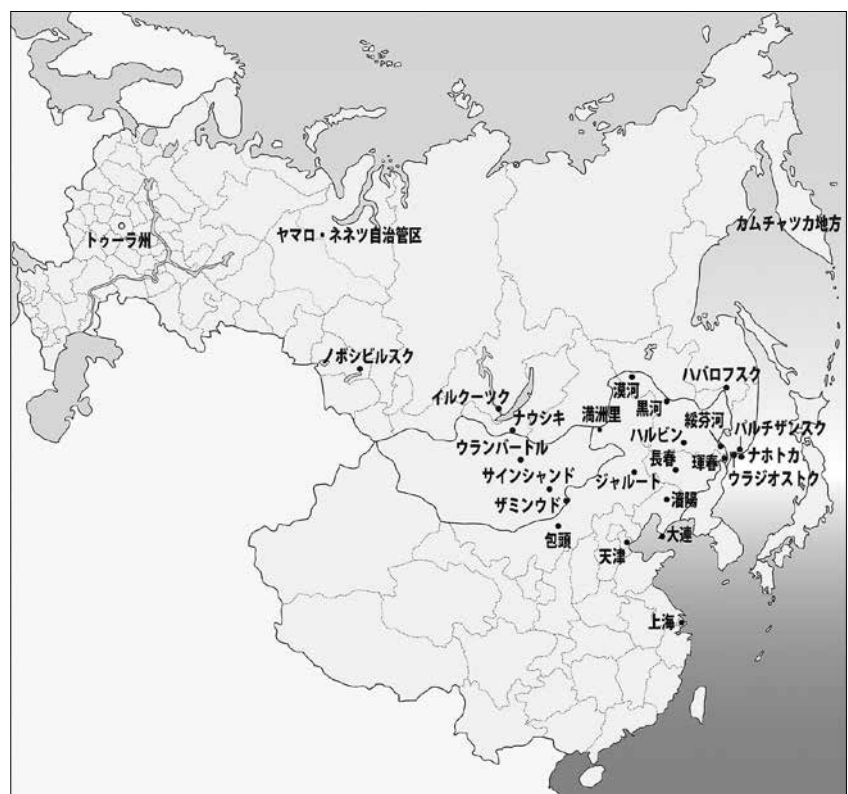 カムチャツカ地方
トゥーラ州
ヤマロ・ネネツ自治管区
ノボシビルスク
漠河
ハバロフスク
イルクーツク
黒河
満洲里
綏芬河
ナウシキ
パルチザンスク
ハルビン
ウランバートル
長春
琿春
ナホトカ
サインシャンド
ジャルート
ウラジオストク
ザミンウド
瀋陽
包頭
天津
大連
上海